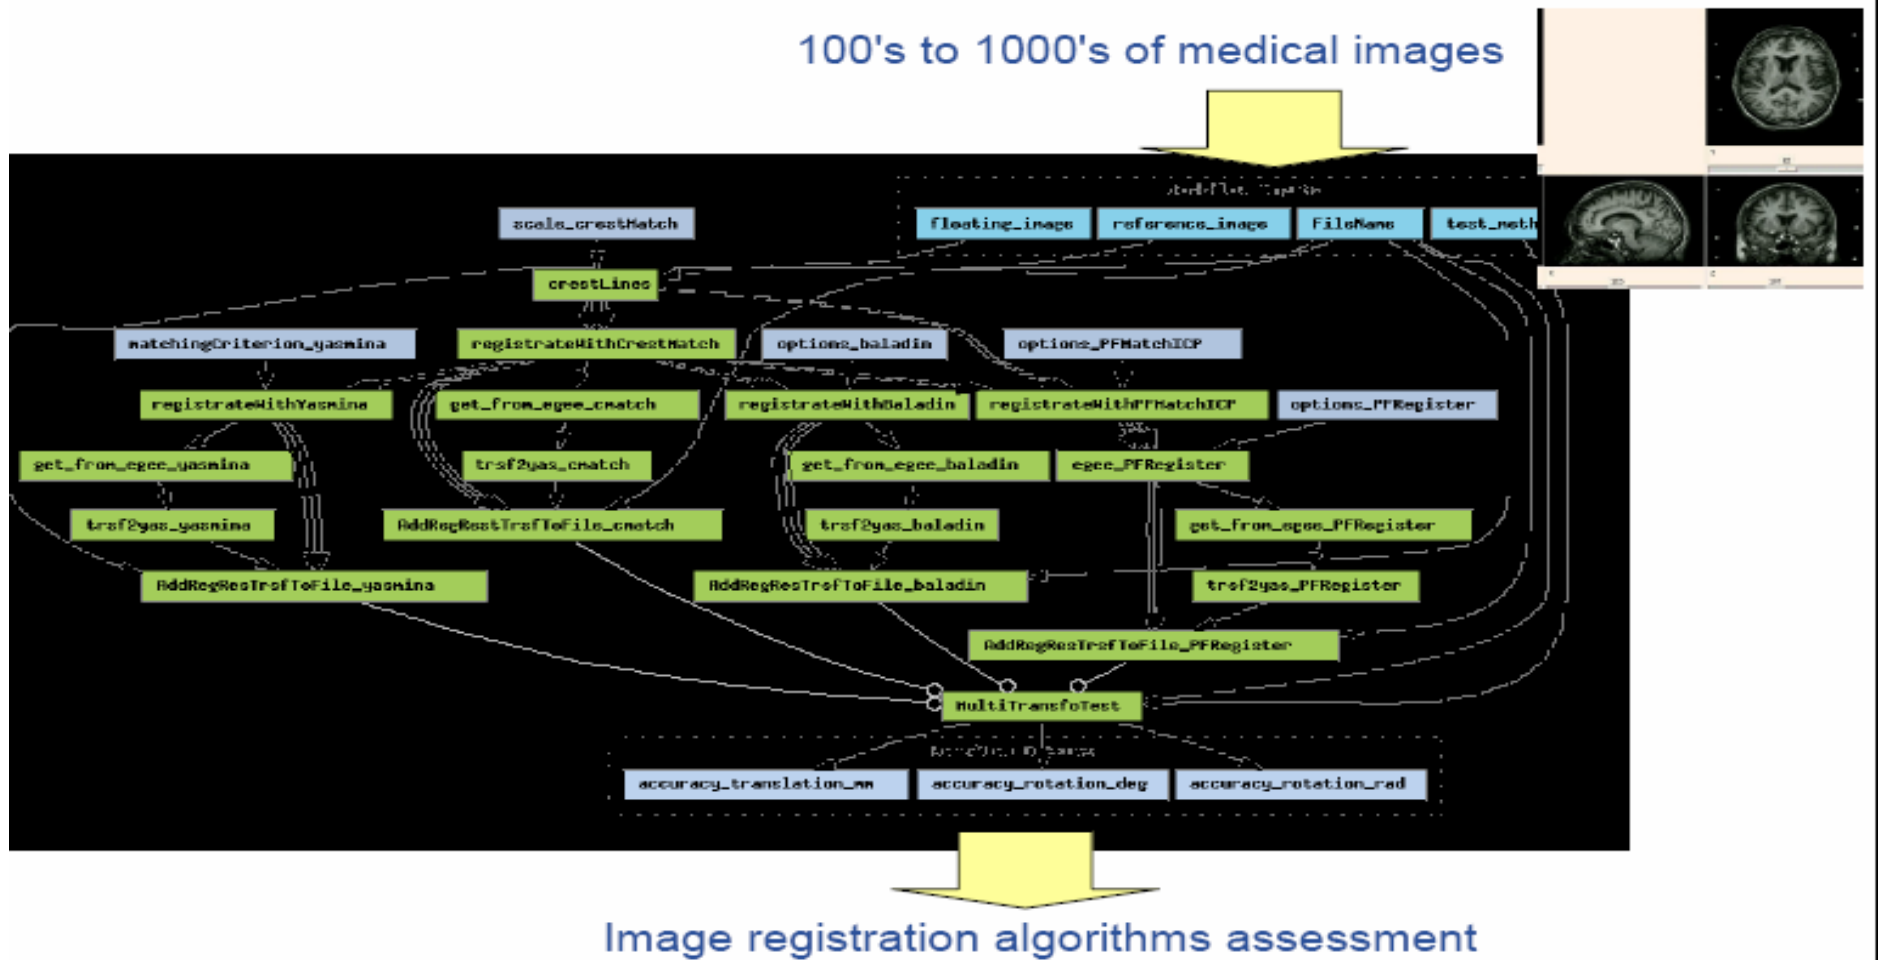 100's to 1000's of medical images
scale_crestMatch
floating_image reference_image FileName test_meth
crestLines
matchingCriterion_yasmina registrateWithCrestMatch options_baladin options_PFMatchICP
registrateWithYasmina get_from_egee_cmatch registrateWithBaladin registrateWithPFMatchICP options_PFRegister
get_from_egee_yasmina trsf2yas_cmatch get_from_egee_baladin egee_PFRegister
trsf2yas_yasmina AddRegRestTrsfToFile_cmatch trsf2yas_baladin get_from_egee_PFRegister
AddRegResTrsfToFile_yasmina AddRegResTrsfToFile_baladin trsf2yas_PFRegister
AddRegResTrsfToFile_PFRegister
MultiTransfoTest
accuracy_translation_mm accuracy_rotation_deg accuracy_rotation_rad
Image registration algorithms assessment